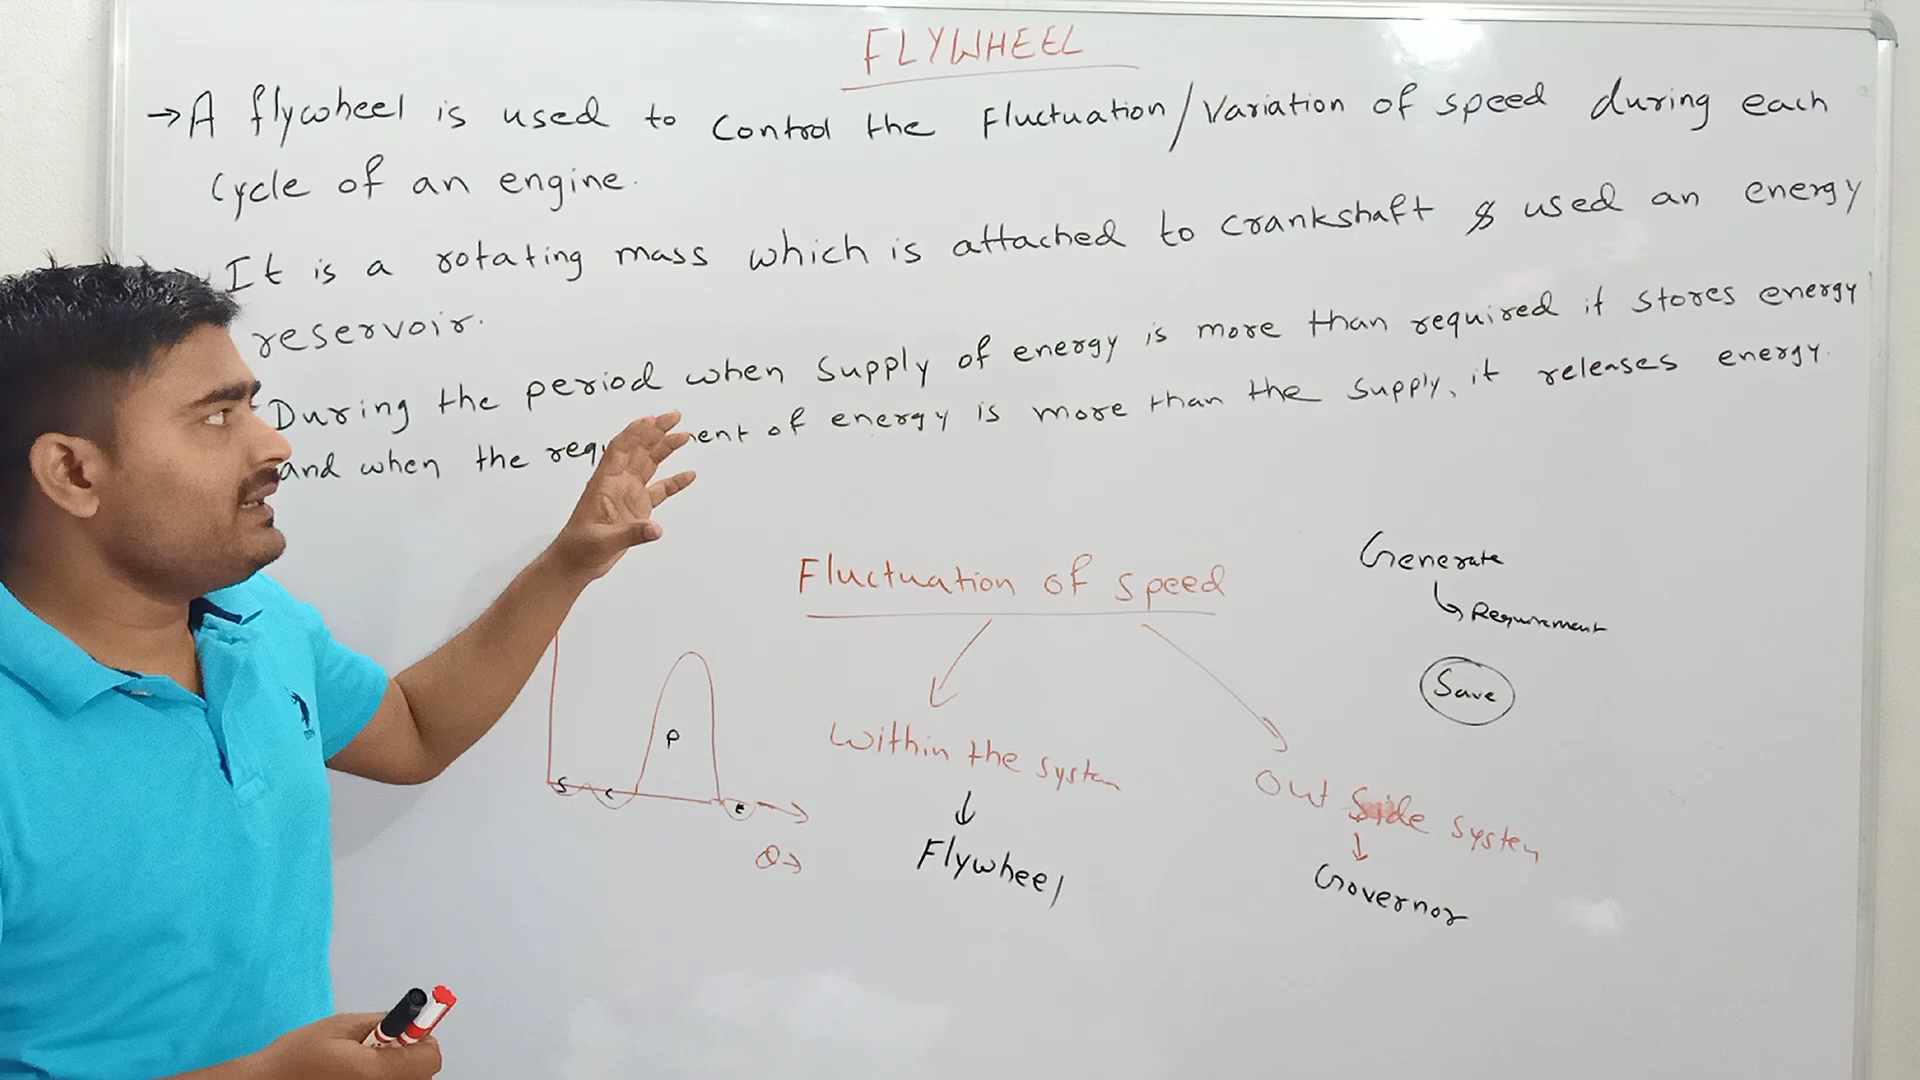 FLYWHEEL
→ A flywheel is used to control the Fluctuation/Variation of speed during each
cycle of an engine.
It is a rotating mass which is attached to crankshaft & used an energy
reservoir.
During the period when supply of energy is more than required it stores energy
and when the requ ment of energy is more than the supply, it releases energy.
Fluctuation of speed
Generate
↳ Requirement
Save
Within the system
↓
Flywheel
Out Side system
↓
Governor
P
S C E
θ→